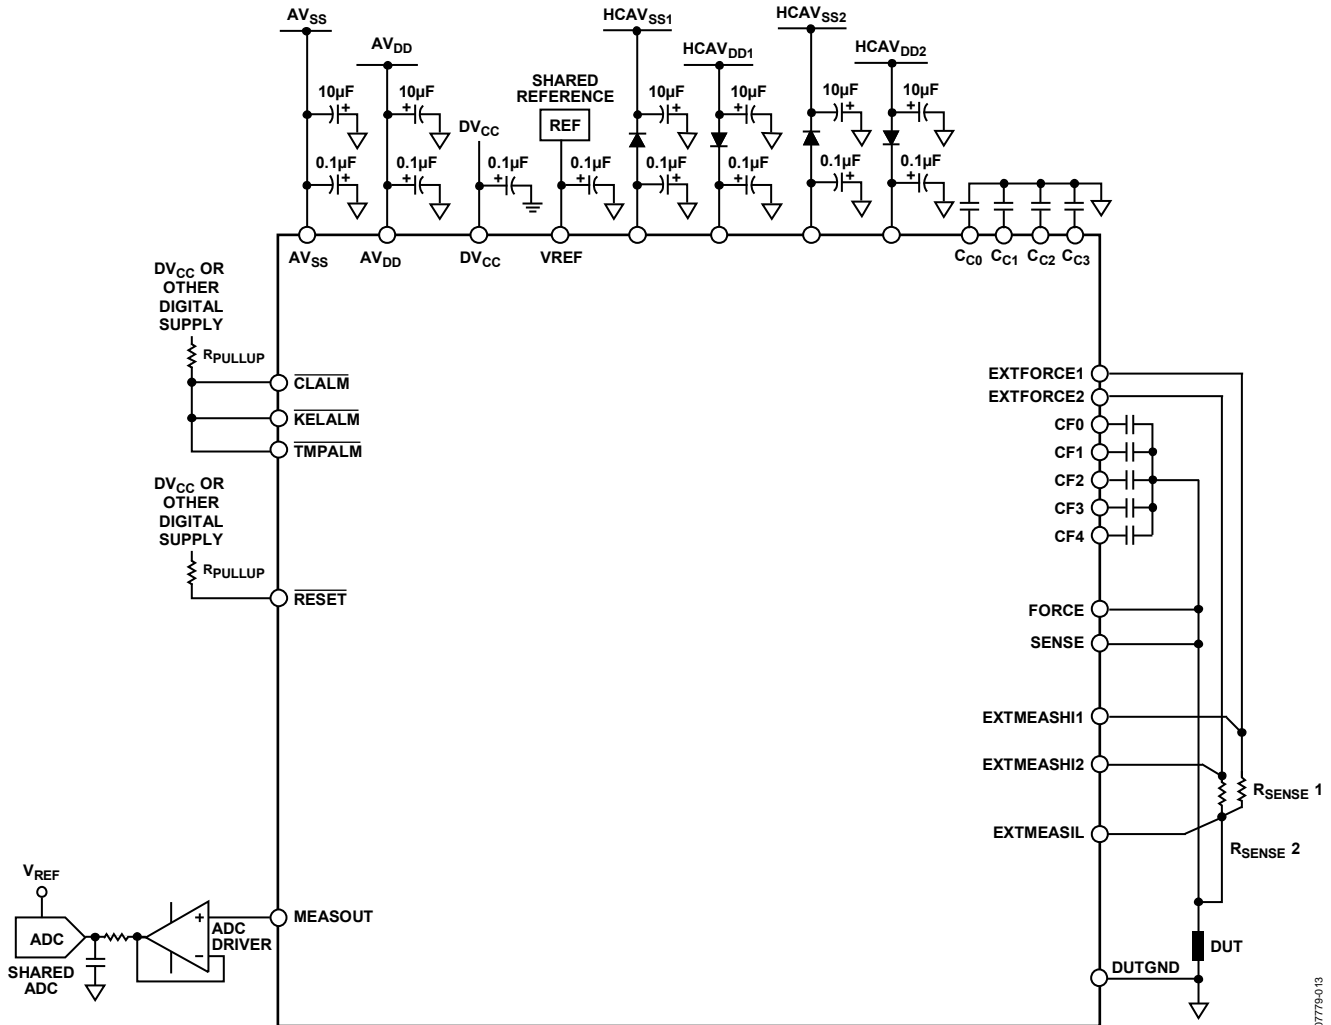 AVSS
HCAVSS1
HCAVSS2
AVDD
HCAVDD1
HCAVDD2
10µF
10µF
SHARED
REFERENCE
10µF
10µF
10µF
10µF
REF
DVCC
0.1µF
0.1µF
0.1µF
0.1µF
0.1µF
0.1µF
0.1µF
0.1µF
AVSS
AVDD
DVCC
VREF
CC0
CC1
CC2
CC3
DVCC OR
OTHER
DIGITAL
SUPPLY
RPULLUP
CLALM
KELALM
TMPALM
DVCC OR
OTHER
DIGITAL
SUPPLY
RPULLUP
RESET
EXTFORCE1
EXTFORCE2
CF0
CF1
CF2
CF3
CF4
FORCE
SENSE
EXTMEASHI1
EXTMEASHI2
RSENSE 1
EXTMEASIL
RSENSE 2
VREF
ADC
SHARED
ADC
+
−
ADC
DRIVER
MEASOUT
DUT
DUTGND
07779-013